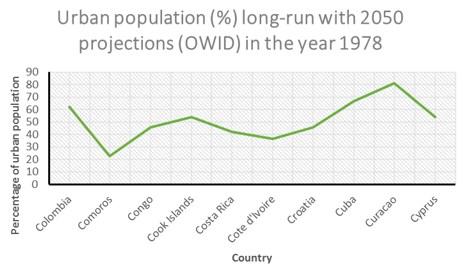 Urban population (%) long-run with 2050
projections (OWID) in the year 1978
Percentage of urban population
90
80
70
60
50
40
30
20
10
0
Colombia
Comoros
Congo
Cook Islands
Costa Rica
Cote d'Ivoire
Croatia
Cuba
Curacao
Cyprus
Country